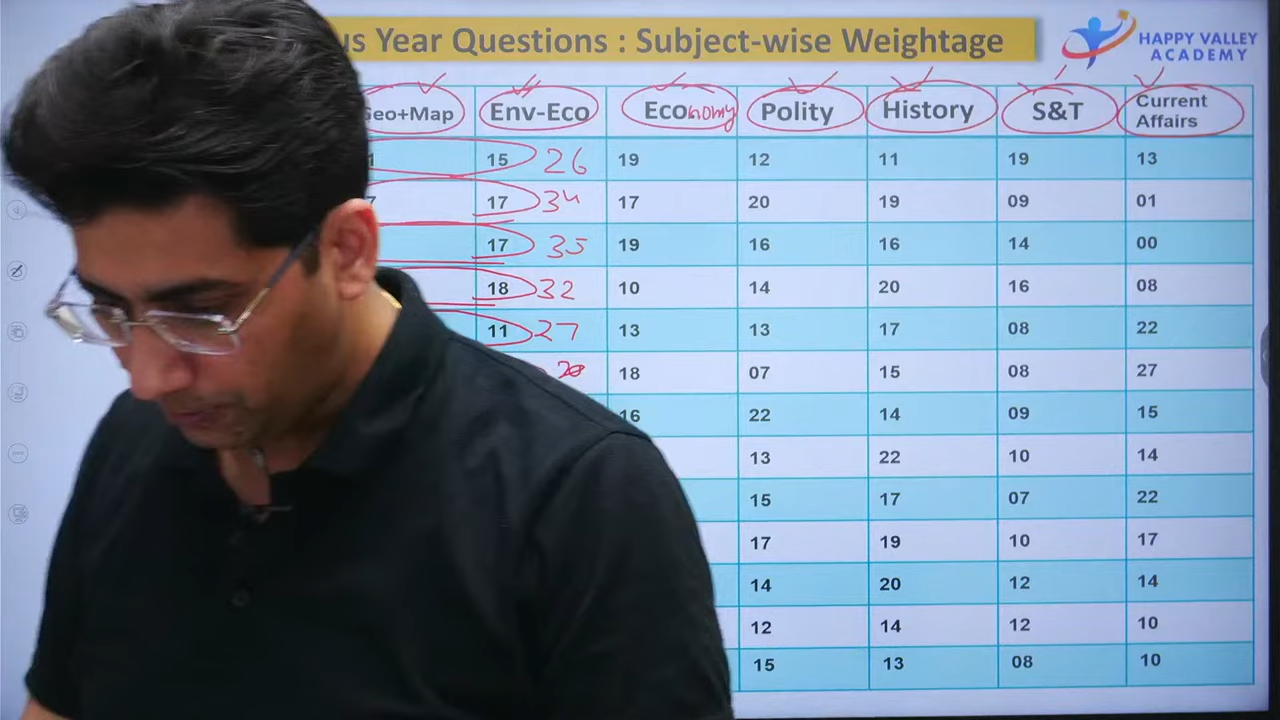 Year Questions : Subject-wise Weightage
HAPPY VALLEY
ACADEMY
Geo+Map Env-Eco Economy Polity History S&T Current Affairs
15 26 19 12 11 19 13
7 17 34 17 20 19 09 01
17 35 19 16 16 14 00
18 32 10 14 20 16 08
11 27 13 13 17 08 22
18 07 15 08 27
16 22 14 09 15
13 22 10 14
15 17 07 22
17 19 10 17
14 20 12 14
12 14 12 10
15 13 08 10